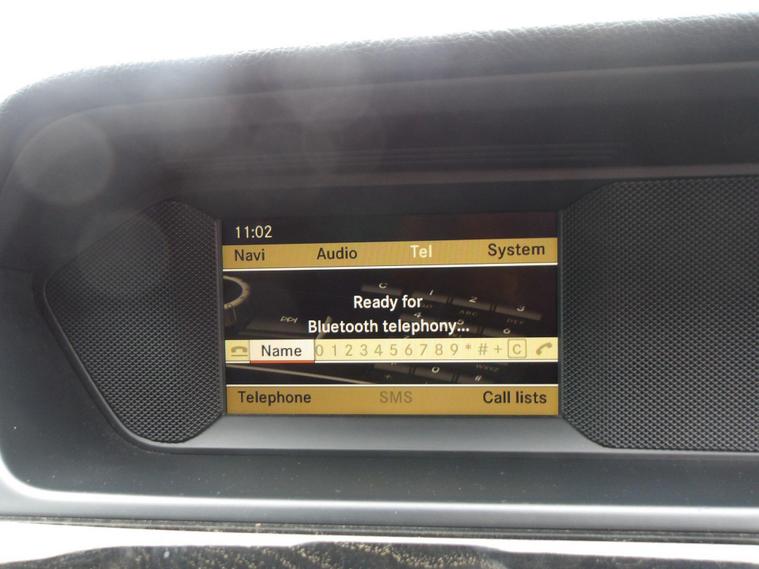 11:02
Navi Audio Tel System
Ready for
Bluetooth telephony...
Name 0 1 2 3 4 5 6 7 8 9 * # + C
Telephone SMS Call lists